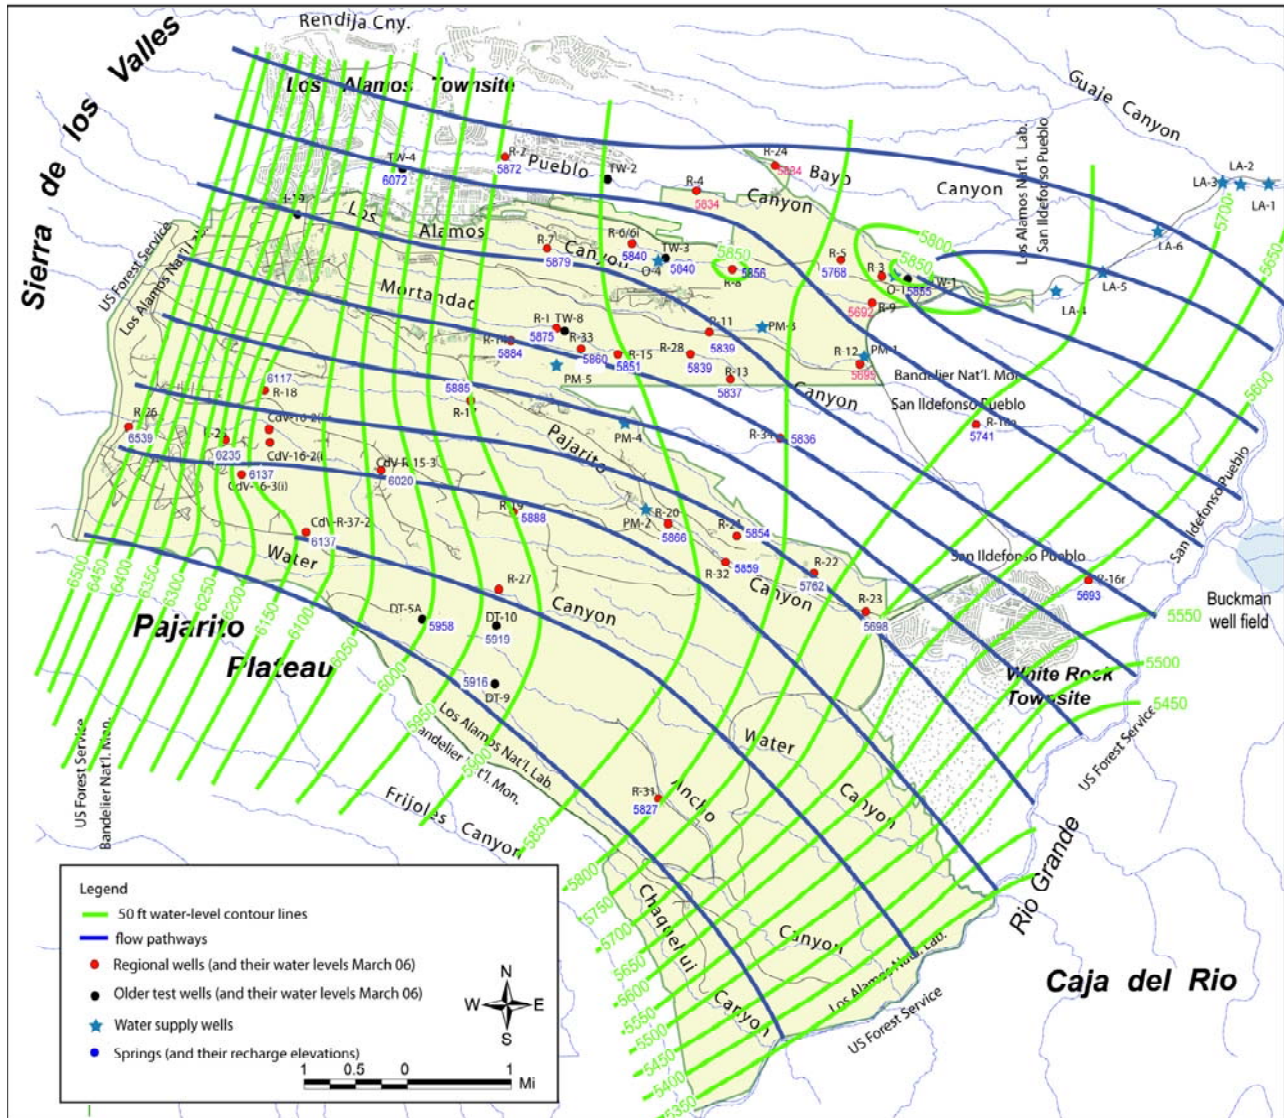 Rendija Cny.
Sierra de los Valles
Los Alamos Townsite
Guaje Canyon
R-24
5884
Bayo
Canyon
Canyon
Los Alamos Nat'l. Lab.
San Ildefonso Pueblo
LA-2
LA-3
LA-1
5700
LA-6
TW-4
6072
R-2
5872
Pueblo
TW-2
R-4
5834
H-19
Los
Alamos
Canyon
R-7
5879
R-6/6i
5840
TW-3
5840
O-4
5850
5856
R-8
R-5
5768
5800
5850
R-3
O-1
5855
5692
R-9
LA-5
LA-4
5650
US Forest Service
Los Alamos Nat'l Lab.
Mortandad
R-1
TW-8
5875
R-33
5860
5884
R-15
5851
R-28
5839
R-11
5839
PM-3
R-12
PM-1
5695
R-13
5837
PM-5
Canyon
Bandelier Nat'l. Mon.
San Ildefonso Pueblo
5741
5600
6117
R-18
5885
R-17
PM-4
R-34
5836
R-26
6539
CdV-16-2(i)
6235
6137
CdV-16-3(i)
CdV-R-15-3
6020
Pajarito
R-19
5888
PM-2
R-20
5866
R-21
5854
R-32
5859
R-22
5762
Canyon
San Ildefonso Pueblo
San Ildefonso Pueblo
R-16r
5693
Buckman
well field
CdV-R-37-2
6137
Water
R-27
Canyon
R-23
5698
DT-5A
5958
DT-10
5919
5916
DT-9
6500
6450
6400
6350
6300
6250
6200
6150
6100
6050
6000
5950
5900
5850
5550
5500
5450
Pajarito
Plateau
White Rock
Townsite
Los Alamos Nat'l. Lab.
Bandelier Nat'l. Mon.
US Forest Service
Bandelier Nat'l. Mon.
US Forest Service
Water
Canyon
R-31
5827
Ancho
Canyon
Frijoles Canyon
Chaquehui
Canyon
Rio Grande
Caja del Rio
Los Alamos Nat'l. Lab.
US Forest Service
5800
5750
5700
5650
5600
5550
5500
5450
5400
5350
Legend
50 ft water-level contour lines
flow pathways
Regional wells (and their water levels March 06)
Older test wells (and their water levels March 06)
Water supply wells
Springs (and their recharge elevations)
N
W E
S
1 0.5 0 1 Mi